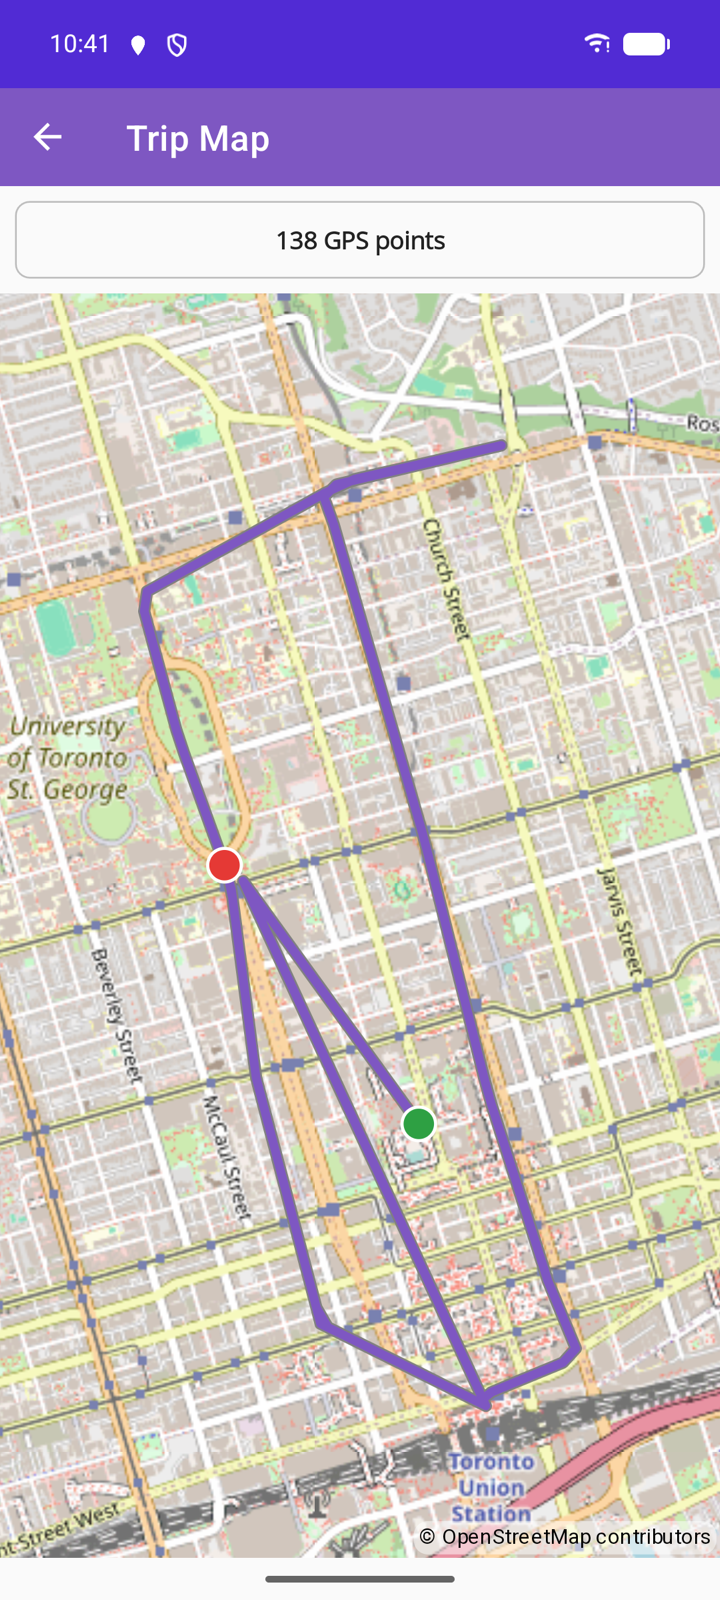 10:41
Trip Map
138 GPS points
Ros
Church Street
University
of Toronto
St. George
Jarvis Street
Beverley Street
McCaul Street
Toronto
Union
Station
nt Street West
© OpenStreetMap contributors